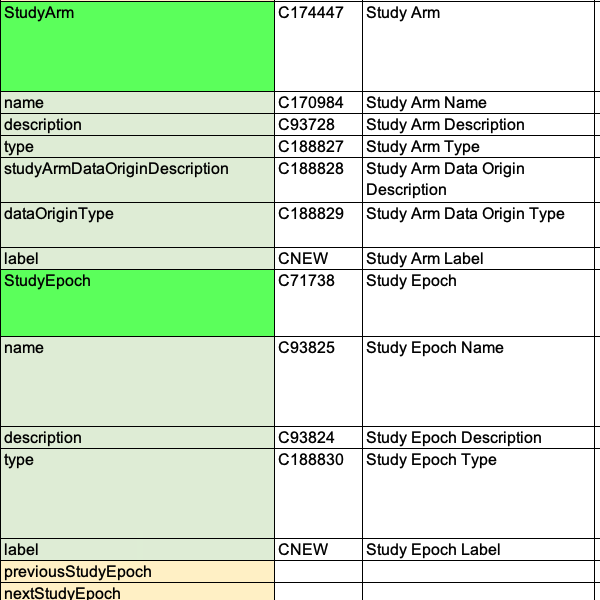 StudyArm C174447 Study Arm
name C170984 Study Arm Name
description C93728 Study Arm Description
type C188827 Study Arm Type
studyArmDataOriginDescription C188828 Study Arm Data Origin
Description
dataOriginType C188829 Study Arm Data Origin Type
label CNEW Study Arm Label
StudyEpoch C71738 Study Epoch
name C93825 Study Epoch Name
description C93824 Study Epoch Description
type C188830 Study Epoch Type
label CNEW Study Epoch Label
previousStudyEpoch
nextStudyEpoch